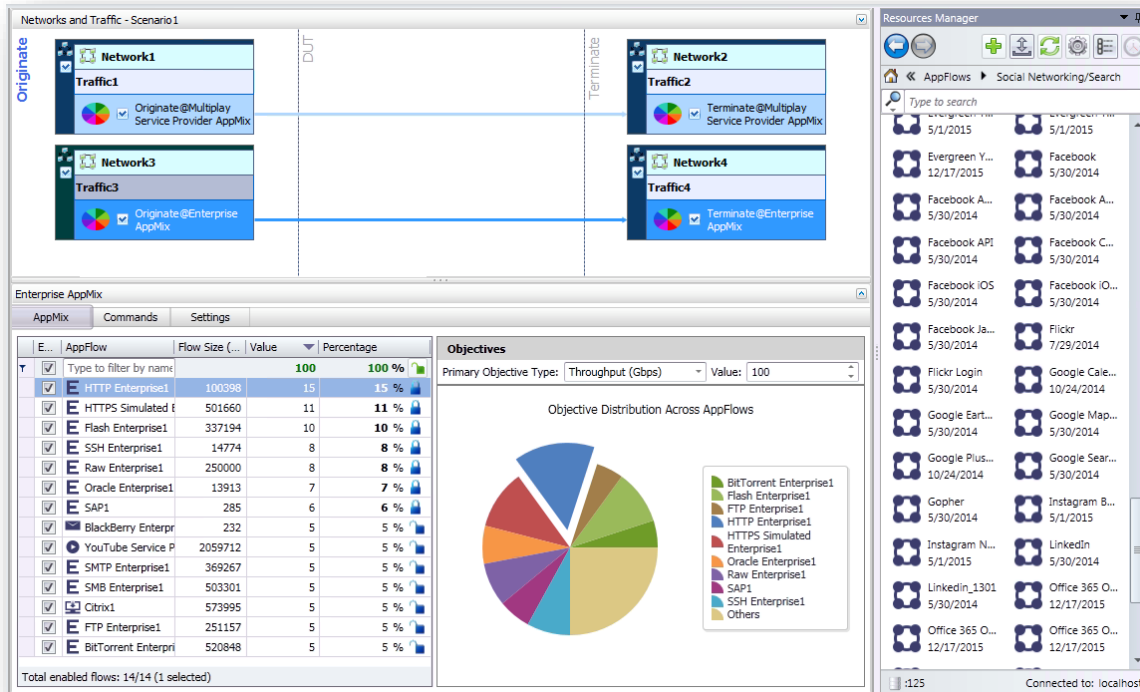 Networks and Traffic - Scenario1
Originate
DUT
Terminate
Network1
Traffic1
Originate@Multiplay
Service Provider AppMix
Network2
Traffic2
Terminate@Multiplay
Service Provider AppMix
Network3
Traffic3
Originate@Enterprise
AppMix
Network4
Traffic4
Terminate@Enterprise
AppMix
Enterprise AppMix
AppMix Commands Settings
E... AppFlow Flow Size (... Value Percentage
Type to filter by name 100 100 %
HTTP Enterprise1 100398 15 15 %
HTTPS Simulated E 501660 11 11 %
Flash Enterprise1 337194 10 10 %
SSH Enterprise1 14774 8 8 %
Raw Enterprise1 250000 8 8 %
Oracle Enterprise1 13913 7 7 %
SAP1 285 6 6 %
BlackBerry Enterpr 232 5 5 %
YouTube Service P 2059712 5 5 %
SMTP Enterprise1 369267 5 5 %
SMB Enterprise1 503301 5 5 %
Citrix1 573995 5 5 %
FTP Enterprise1 251157 5 5 %
BitTorrent Enterpri 520848 5 5 %
Total enabled flows: 14/14 (1 selected)
Objectives
Primary Objective Type: Throughput (Gbps) Value: 100
Objective Distribution Across AppFlows
BitTorrent Enterprise1
Flash Enterprise1
FTP Enterprise1
HTTP Enterprise1
HTTPS Simulated
Enterprise1
Oracle Enterprise1
Raw Enterprise1
SAP1
SSH Enterprise1
Others
Resources Manager
AppFlows Social Networking/Search
Type to search
5/1/2015 5/1/2015
Evergreen Y... Facebook
12/17/2015 5/30/2014
Facebook A... Facebook A...
5/30/2014 5/30/2014
Facebook API Facebook C...
5/30/2014 5/30/2014
Facebook iOS Facebook iO...
5/30/2014 5/30/2014
Facebook Ja... Flickr
5/30/2014 7/29/2014
Flickr Login Google Cale...
5/30/2014 10/24/2014
Google Eart... Google Map...
5/30/2014 5/30/2014
Google Plus... Google Sear...
10/24/2014 5/30/2014
Gopher Instagram B...
5/30/2014 5/1/2015
Instagram N... LinkedIn
5/1/2015 5/30/2014
Linkedin_1301 Office 365 O...
5/30/2014 12/17/2015
Office 365 O... Office 365 O...
12/17/2015 12/17/2015
:125 Connected to: localhost